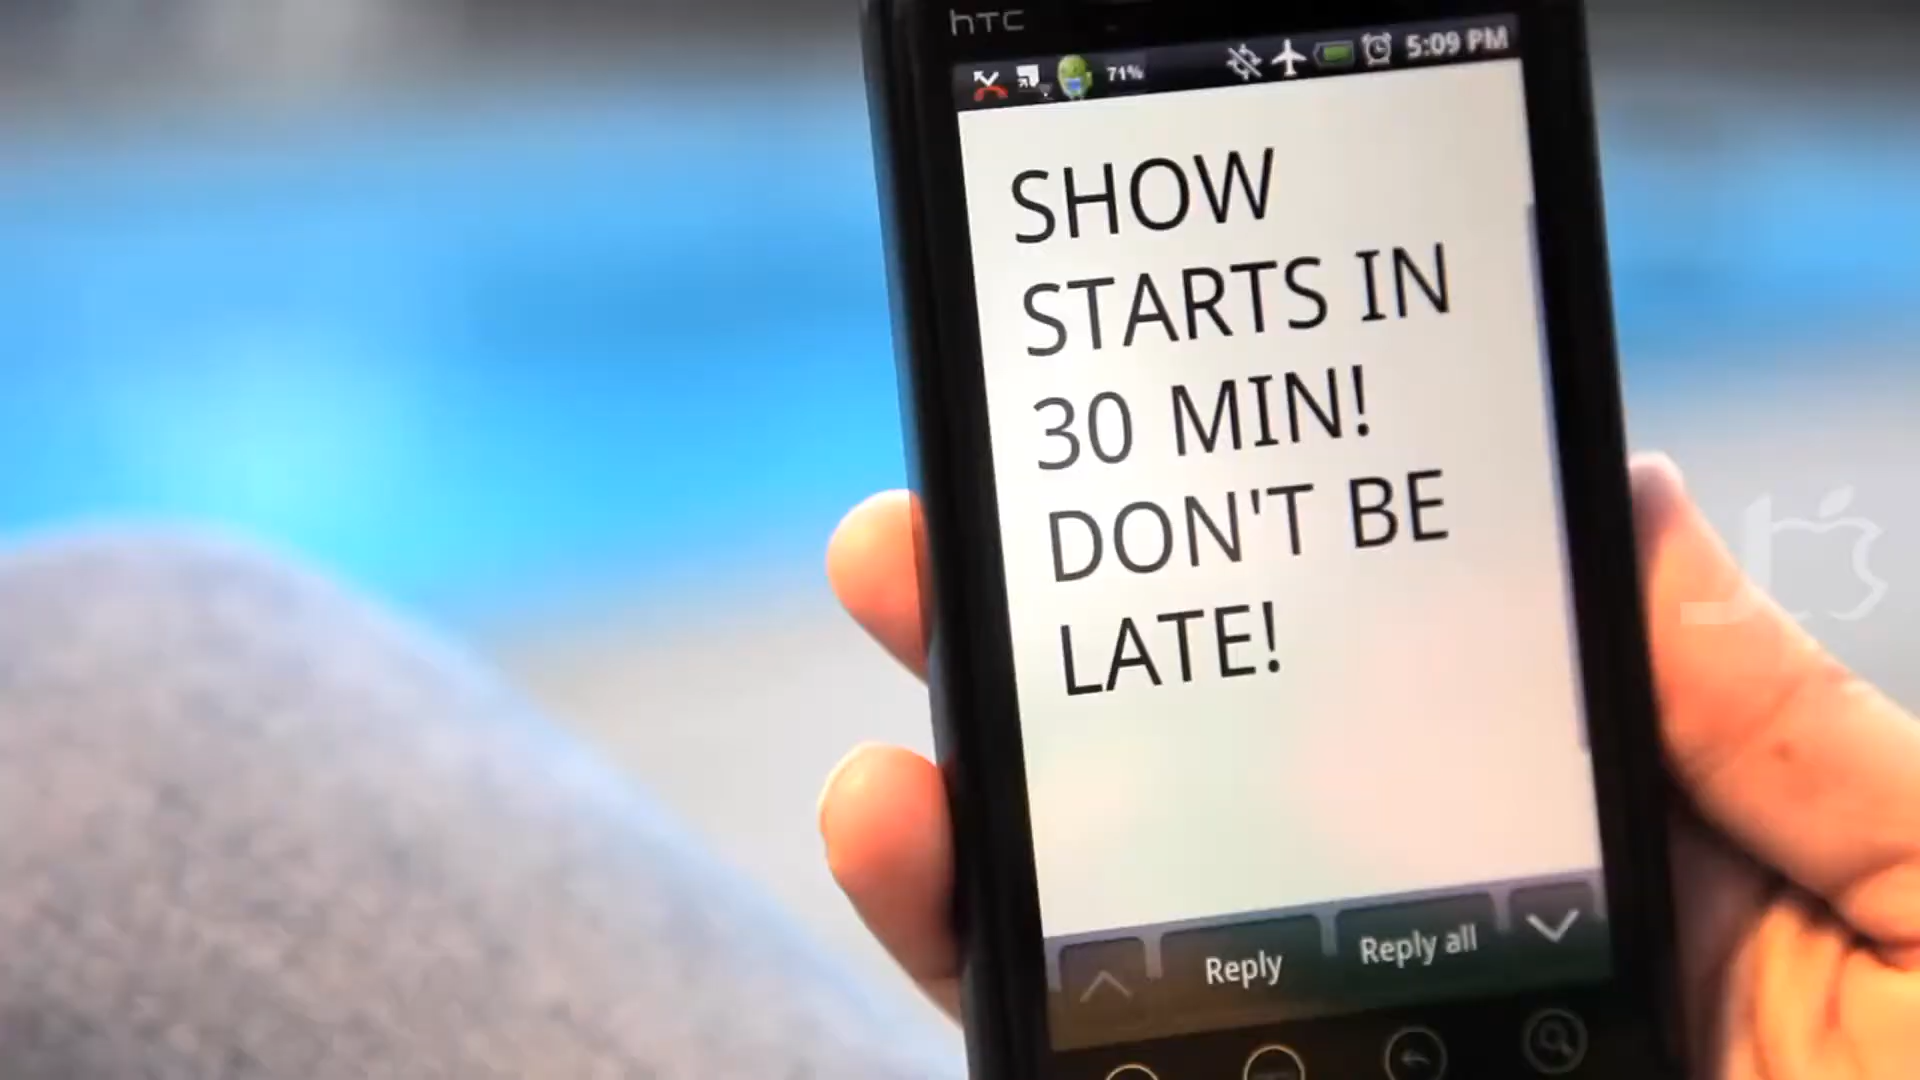 hTC
71%
5:09 PM
SHOW
STARTS IN
30 MIN!
DON'T BE
LATE!
Reply
Reply all